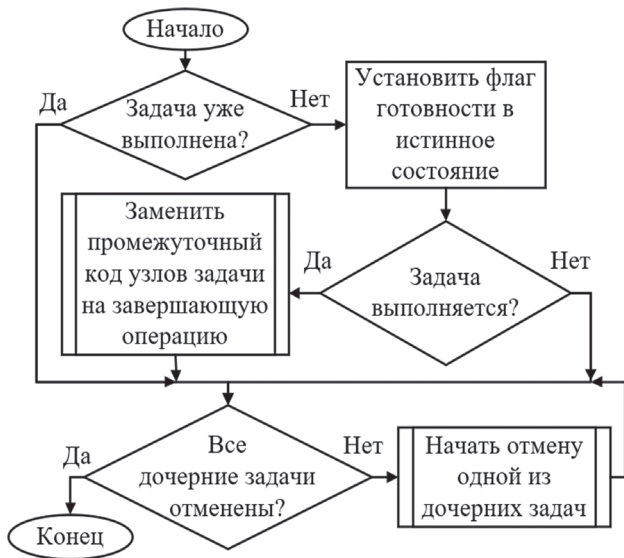 Начало
Да
Задача уже
выполнена?
Нет
Установить флаг
готовности в
истинное
состояние
Заменить
промежуточный
код узлов задачи
на завершающую
операцию
Да
Задача
выполняется?
Нет
Да
Все
дочерние задачи
отменены?
Нет
Начать отмену
одной из
дочерних задач
Конец